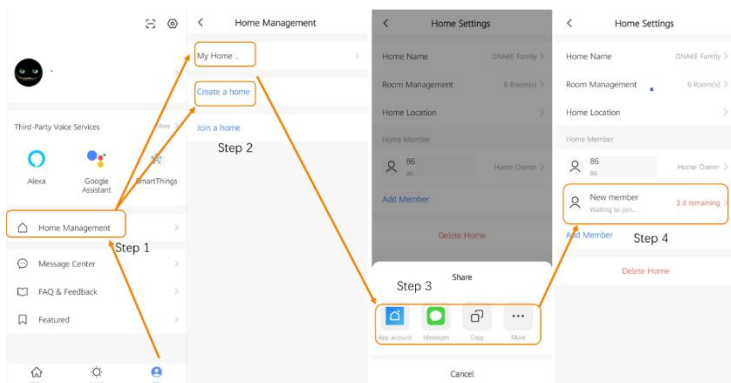 Third-Party Voice Services
More
Alexa
Google
Assistant
SmartThings
Home Management
Step 1
Message Center
FAQ & Feedback
Featured
Home Management
My Home ..
Create a home
Join a home
Step 2
Home Settings
Home Name DNAKE Family
Room Management 6 Room(s)
Home Location
Home Member
86
86-
Home Owner
Add Member
Delete Home
Share
Step 3
App account Messages Copy More
Cancel
Home Settings
Home Name DNAKE Family
Room Management 6 Room(s)
Home Location
Home Member
86
86-
Home Owner
New member
Waiting to join...
3 d remaining
Add Member
Step 4
Delete Home